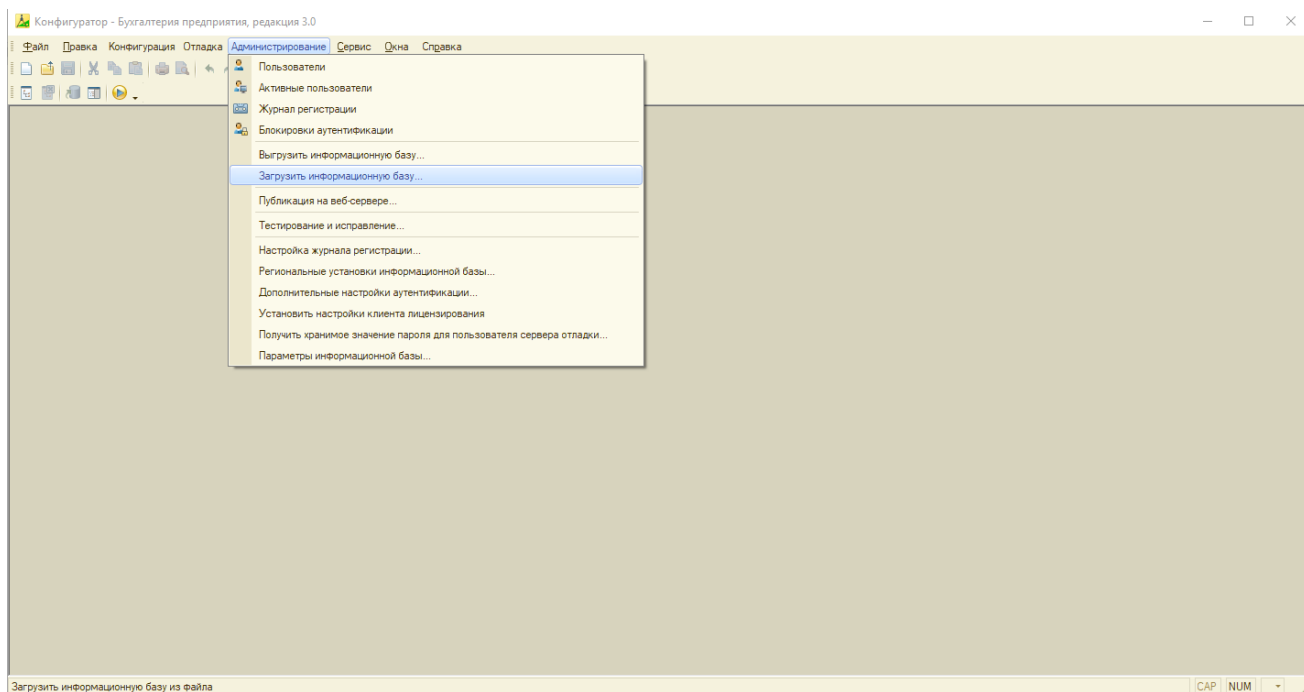 Конфигуратор - Бухгалтерия предприятия, редакция 3.0
Файл Правка Конфигурация Отладка Администрирование Сервис Окна Справка
Пользователи
Активные пользователи
Журнал регистрации
Блокировки аутентификации
Выгрузить информационную базу...
Загрузить информационную базу...
Публикация на веб-сервере...
Тестирование и исправление...
Настройка журнала регистрации...
Региональные установки информационной базы...
Дополнительные настройки аутентификации...
Установить настройки клиента лицензирования
Получить хранимое значение пароля для пользователя сервера отладки...
Параметры информационной базы...
Загрузить информационную базу из файла CAP NUM